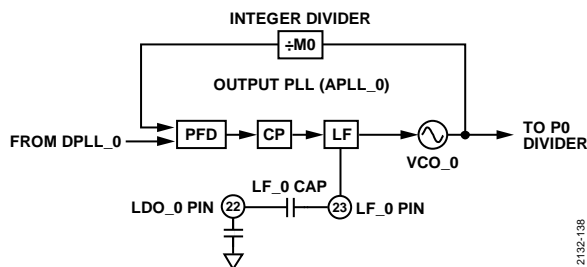 INTEGER DIVIDER
÷M0
OUTPUT PLL (APLL_0)
FROM DPLL_0
PFD
CP
LF
VCO_0
TO P0
DIVIDER
LF_0 CAP
LDO_0 PIN
22
23
LF_0 PIN
2132-138